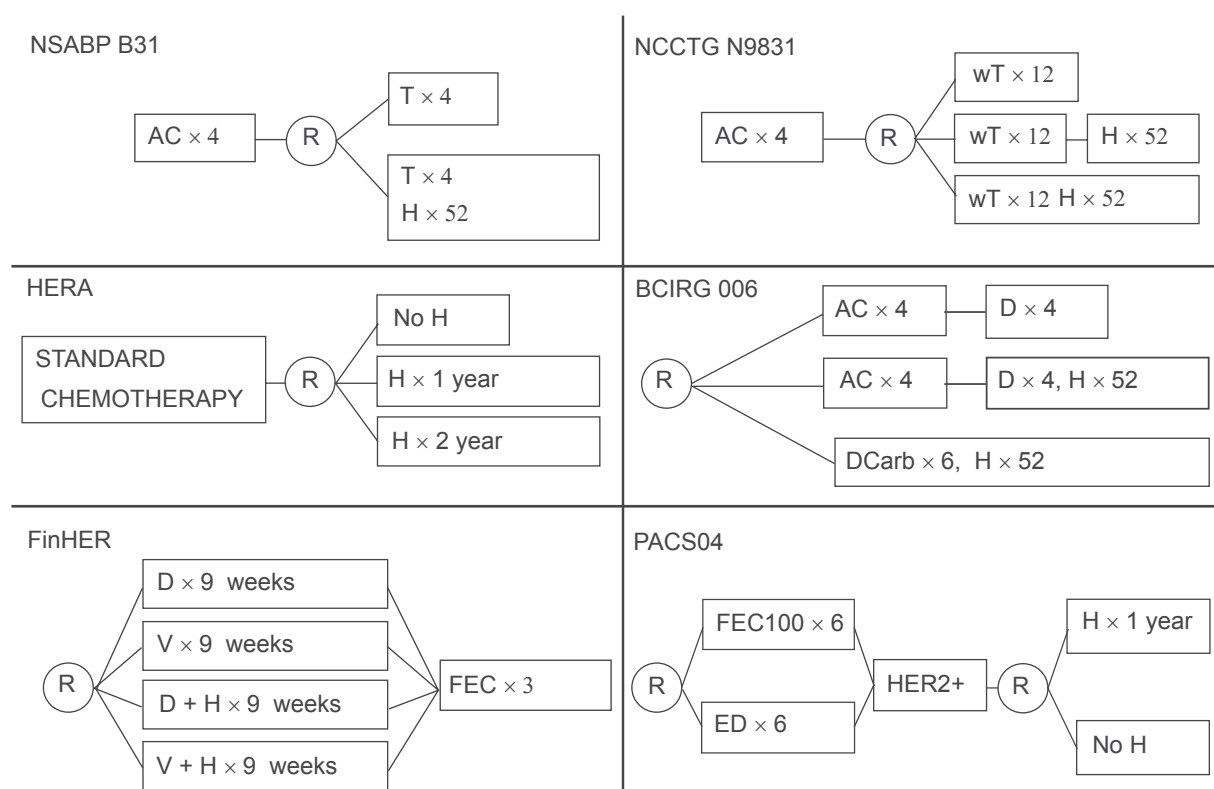 NSABP B31
AC × 4
R
T × 4
T × 4
H × 52
NCCTG N9831
AC × 4
R
wT × 12
wT × 12
H × 52
wT × 12 H × 52
HERA
STANDARD
CHEMOTHERAPY
R
No H
H × 1 year
H × 2 year
BCIRG 006
R
AC × 4
D × 4
AC × 4
D × 4, H × 52
DCarb × 6, H × 52
FinHER
R
D × 9 weeks
V × 9 weeks
D + H × 9 weeks
V + H × 9 weeks
FEC × 3
PACS04
R
FEC100 × 6
ED × 6
HER2+
R
H × 1 year
No H